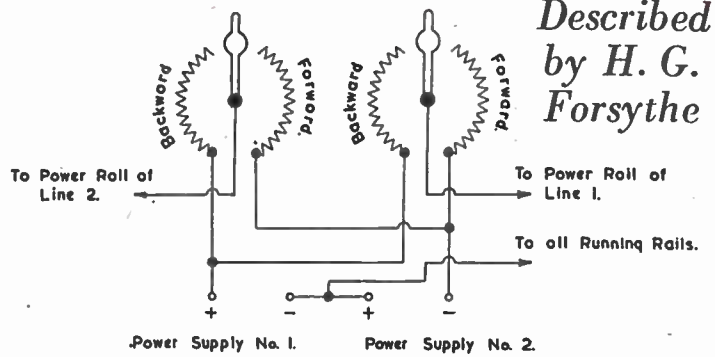 Described
by H. G.
Forsythe
Backward
Forward.
Backward
Forward.
To Power Rail of
Line 2.
To Power Rail of
Line 1.
To all Running Rails.
+
-
+
-
Power Supply No. 1.
Power Supply No. 2.